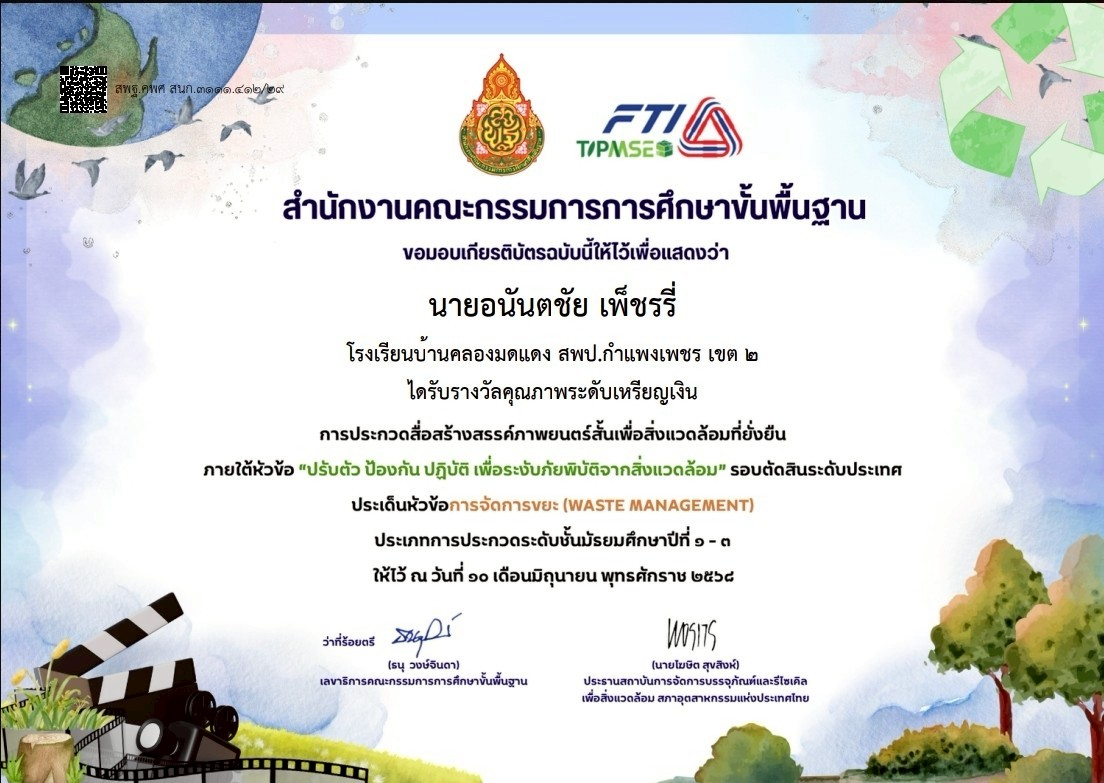 สพฐ.ศพศ สนก.๓๑๑๑.๔๑๒/๒๙
FTI
TIPMSE
สำนักงานคณะกรรมการการศึกษาขั้นพื้นฐาน
ขอมอบเกียรติบัตรฉบับนี้ให้ไว้เพื่อแสดงว่า
นายอนันตชัย เพ็ชรรี่
โรงเรียนบ้านคลองมดแดง สพป.กำแพงเพชร เขต ๒
ได้รับรางวัลคุณภาพระดับเหรียญเงิน
การประกวดสื่อสร้างสรรค์ภาพยนตร์สั้นเพื่อสิ่งแวดล้อมที่ยั่งยืน
ภายใต้หัวข้อ “ปรับตัว ป้องกัน ปฏิบัติ เพื่อระงับภัยพิบัติจากสิ่งแวดล้อม” รอบตัดสินระดับประเทศ
ประเด็นหัวข้อการจัดการขยะ (WASTE MANAGEMENT)
ประเภทการประกวดระดับชั้นมัธยมศึกษาปีที่ ๑ - ๓
ให้ไว้ ณ วันที่ ๑๐ เดือนมิถุนายน พุทธศักราช ๒๕๖๘
ว่าที่ร้อยตรี
(ธนุ วงษ์จินดา)
เลขาธิการคณะกรรมการการศึกษาขั้นพื้นฐาน
(นายโฆษิต สุขสิงห์)
ประธานสถาบันการจัดการบรรจุภัณฑ์และรีไซเคิล
เพื่อสิ่งแวดล้อม สภาอุตสาหกรรมแห่งประเทศไทย